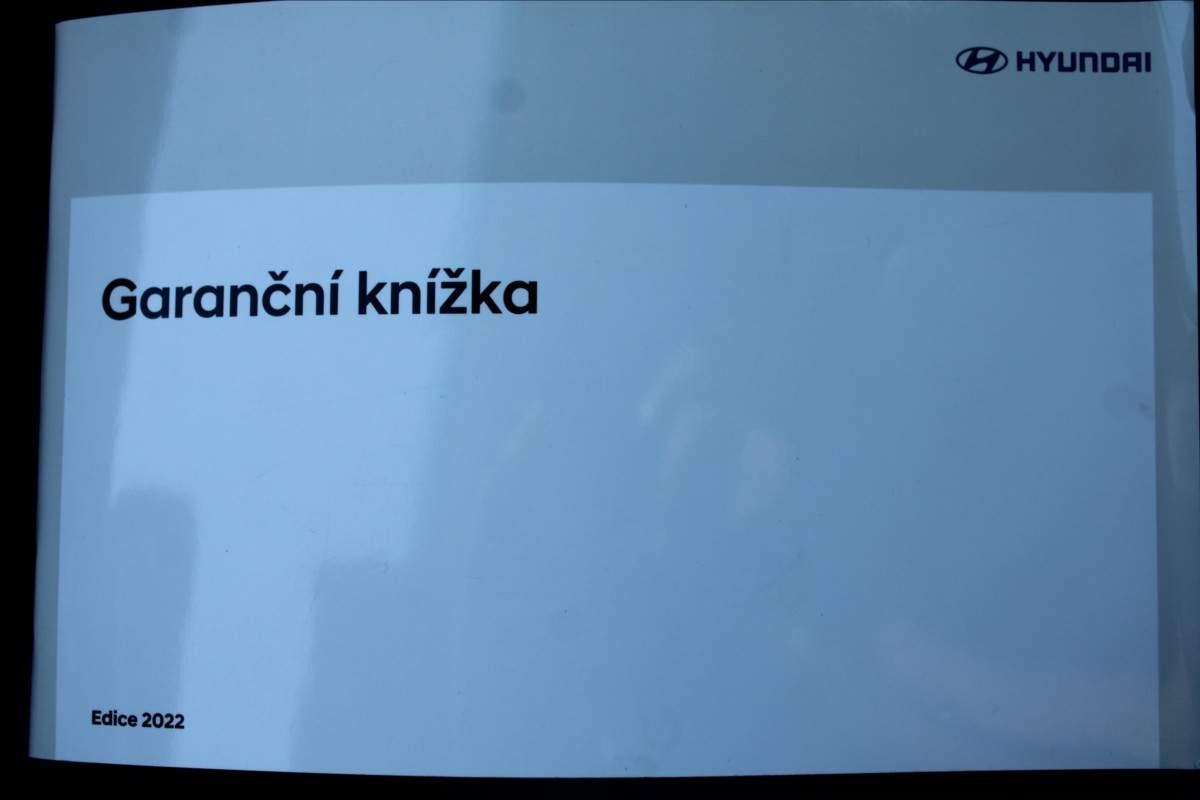 HYUNDAI
Garanční knížka
Edice 2022